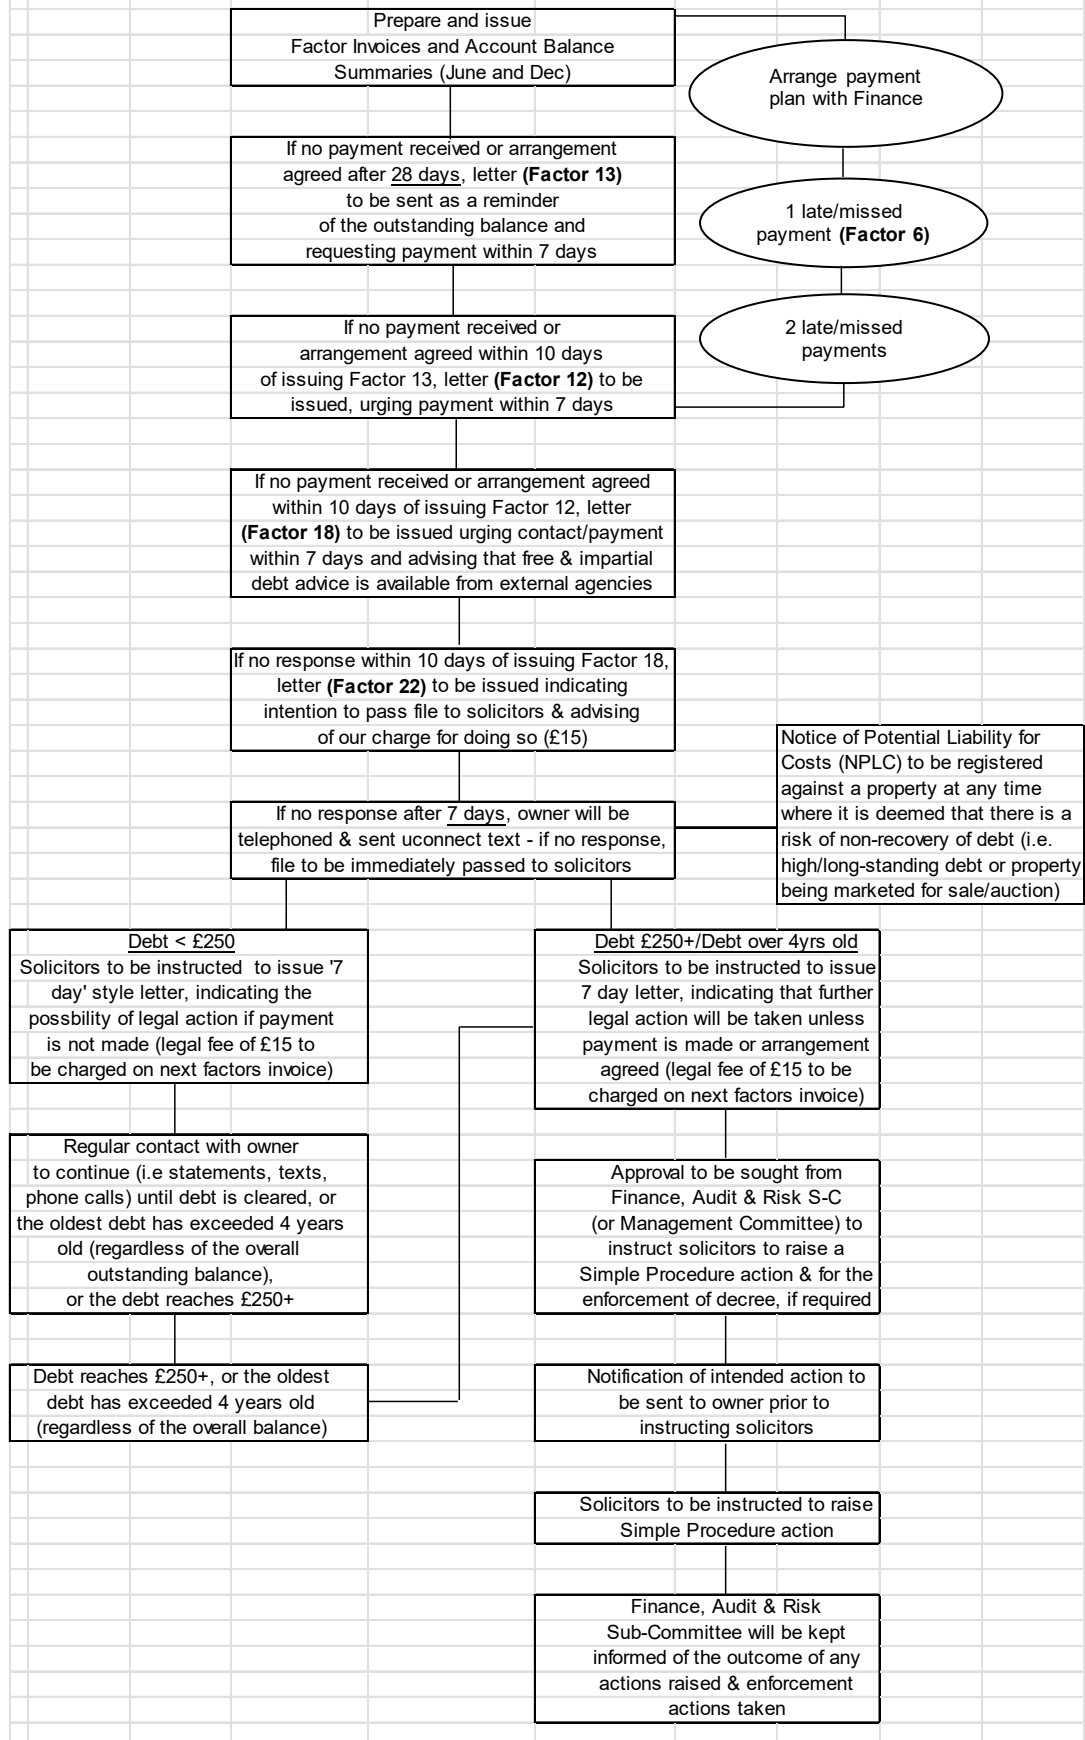 Prepare and issue
Factor Invoices and Account Balance
Summaries (June and Dec)
Arrange payment
plan with Finance
If no payment received or arrangement
agreed after 28 days, letter (Factor 13)
to be sent as a reminder
of the outstanding balance and
requesting payment within 7 days
1 late/missed
payment (Factor 6)
2 late/missed
payments
If no payment received or
arrangement agreed within 10 days
of issuing Factor 13, letter (Factor 12) to be
issued, urging payment within 7 days
If no payment received or arrangement agreed
within 10 days of issuing Factor 12, letter
(Factor 18) to be issued urging contact/payment
within 7 days and advising that free & impartial
debt advice is available from external agencies
If no response within 10 days of issuing Factor 18,
letter (Factor 22) to be issued indicating
intention to pass file to solicitors & advising
of our charge for doing so (£15)
Notice of Potential Liability for
Costs (NPLC) to be registered
against a property at any time
where it is deemed that there is a
risk of non-recovery of debt (i.e.
high/long-standing debt or property
being marketed for sale/auction)
If no response after 7 days, owner will be
telephoned & sent uconnect text - if no response,
file to be immediately passed to solicitors
Debt < £250
Solicitors to be instructed to issue '7
day' style letter, indicating the
possbility of legal action if payment
is not made (legal fee of £15 to
be charged on next factors invoice)
Debt £250+/Debt over 4yrs old
Solicitors to be instructed to issue
7 day letter, indicating that further
legal action will be taken unless
payment is made or arrangement
agreed (legal fee of £15 to be
charged on next factors invoice)
Regular contact with owner
to continue (i.e statements, texts,
phone calls) until debt is cleared, or
the oldest debt has exceeded 4 years
old (regardless of the overall
outstanding balance),
or the debt reaches £250+
Approval to be sought from
Finance, Audit & Risk S-C
(or Management Committee) to
instruct solicitors to raise a
Simple Procedure action & for the
enforcement of decree, if required
Debt reaches £250+, or the oldest
debt has exceeded 4 years old
(regardless of the overall balance)
Notification of intended action to
be sent to owner prior to
instructing solicitors
Solicitors to be instructed to raise
Simple Procedure action
Finance, Audit & Risk
Sub-Committee will be kept
informed of the outcome of any
actions raised & enforcement
actions taken